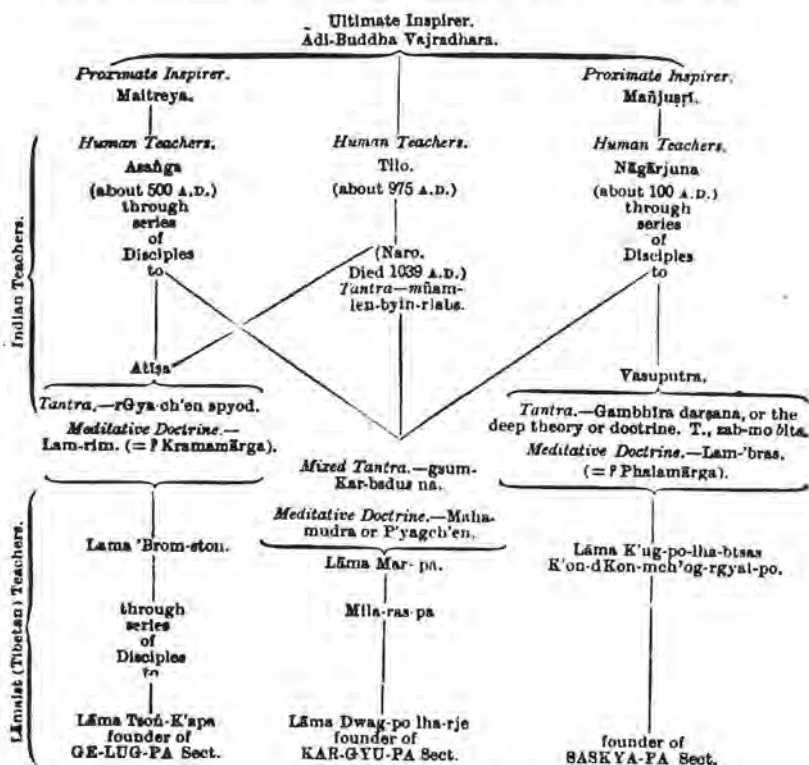 Ultimate Inspirer.
Ādi-Buddha Vajradhara.
Proximate Inspirer.
Maitreya.
Proximate Inspirer.
Mañjuṣrī.
Indian Teachers.
Human Teachers.
Asaṅga
(about 500 A.D.)
through
series
of
Disciples
to
Human Teachers.
Tilo.
(about 975 A.D.)
(Naro.
Died 1039 A.D.)
Tantra—mñam-
len-byin-rlabs.
Human Teachers.
Nāgārjuna
(about 100 A.D.)
through
series
of
Disciples
to
Atīṣa
Tantra.—rGya-ch'en spyod.
Meditative Doctrine.—
Lam-rim. (= ? KramamĀrga).
Mixed Tantra.—gsum-
Kar-bsdus na.
Meditative Doctrine.—Maha-
mudra or P'yagch'en.
Vasuputra.
Tantra.—Gambhīra darṣana, or the
deep theory or doctrine. T., zab-mo blta.
Meditative Doctrine.—Lam-'bras.
(= ? PhalamĀrga).
Lāmaist (Tibetan) Teachers.
Lama 'Brom-ston.
through
series
of
Disciples
to
Lāma Tsoṅ-K'apa
founder of
GE-LUG-PA Sect.
Lāma Mar-pa.
Mila-ras-pa
Lāma Dwag-po lha-rje
founder of
KAR-GYU-PA Sect.
Lāma K'ug-po-lha-btsas
K'on-dKon-mch'og-rgyal-po.
founder of
SASKYA-PA Sect.